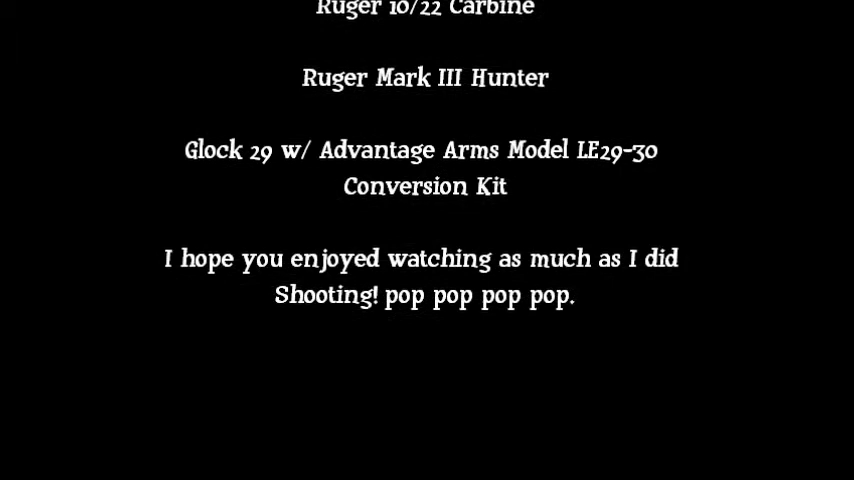 Ruger 10/22 Carbine
Ruger Mark III Hunter
Glock 29 w/ Advantage Arms Model LE29-30
Conversion Kit
I hope you enjoyed watching as much as I did
Shooting! pop pop pop pop.